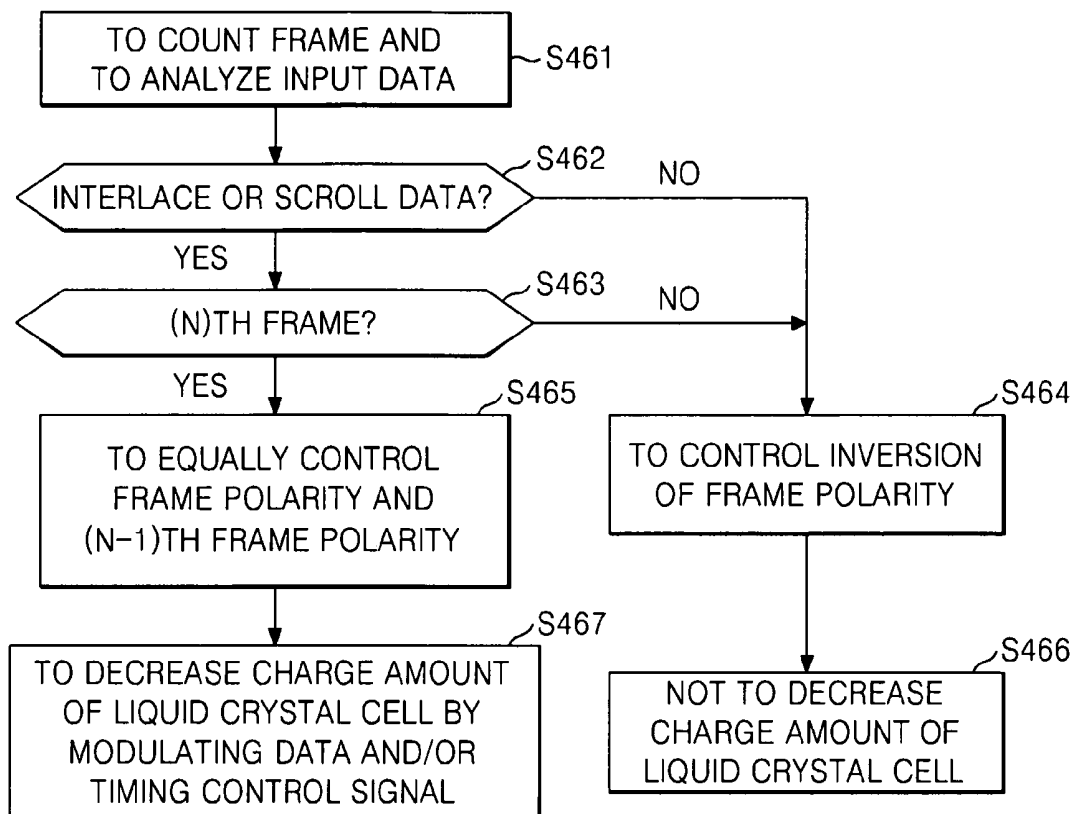 TO COUNT FRAME AND
TO ANALYZE INPUT DATA
S461
S462
INTERLACE OR SCROLL DATA?
NO
YES
S463
(N)TH FRAME?
NO
YES
S465
TO EQUALLY CONTROL
FRAME POLARITY AND
(N-1)TH FRAME POLARITY
S464
TO CONTROL INVERSION
OF FRAME POLARITY
S467
TO DECREASE CHARGE AMOUNT
OF LIQUID CRYSTAL CELL BY
MODULATING DATA AND/OR
TIMING CONTROL SIGNAL
S466
NOT TO DECREASE
CHARGE AMOUNT OF
LIQUID CRYSTAL CELL